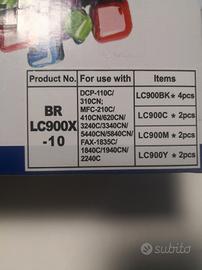 Product No. For use with Items
BR
LC900X
-10
DCP-110C/
310CN;
MFC-210C/
410CN/620CN/
3240C/3340CN/
5440CN/5840CN/
FAX-1835C/
1840C/1940CN/
2240C
LC900BK★ 4pcs
LC900C ★ 2pcs
LC900M ★ 2pcs
LC900Y ★ 2pcs
subito